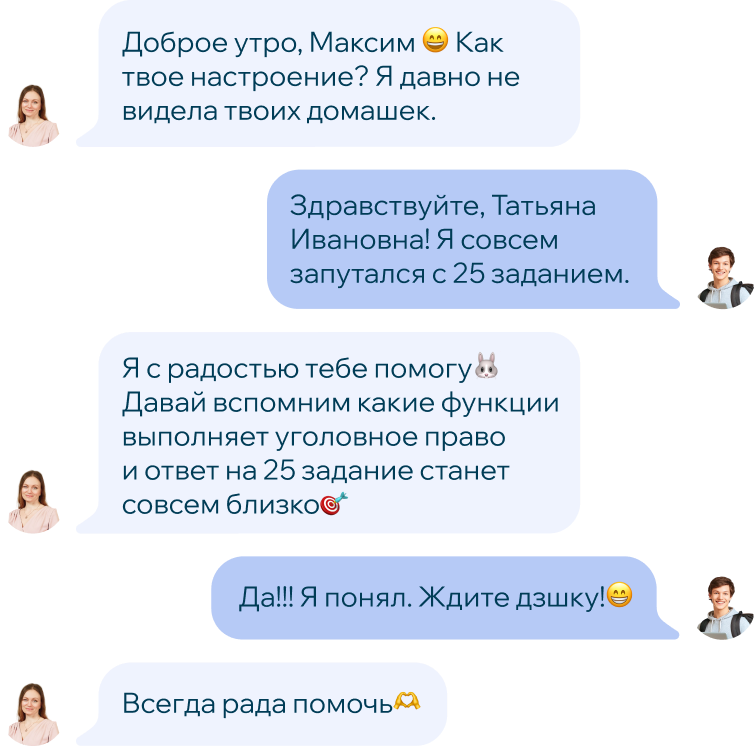 Доброе утро, Максим 😄 Как
твое настроение? Я давно не
видела твоих домашек.
Здравствуйте, Татьяна
Ивановна! Я совсем
запутался с 25 заданием.
Я с радостью тебе помогу🐰
Давай вспомним какие функции
выполняет уголовное право
и ответ на 25 задание станет
совсем близко🎯
Да!!! Я понял. Ждите дзшку!😁
Всегда рада помочь🫶